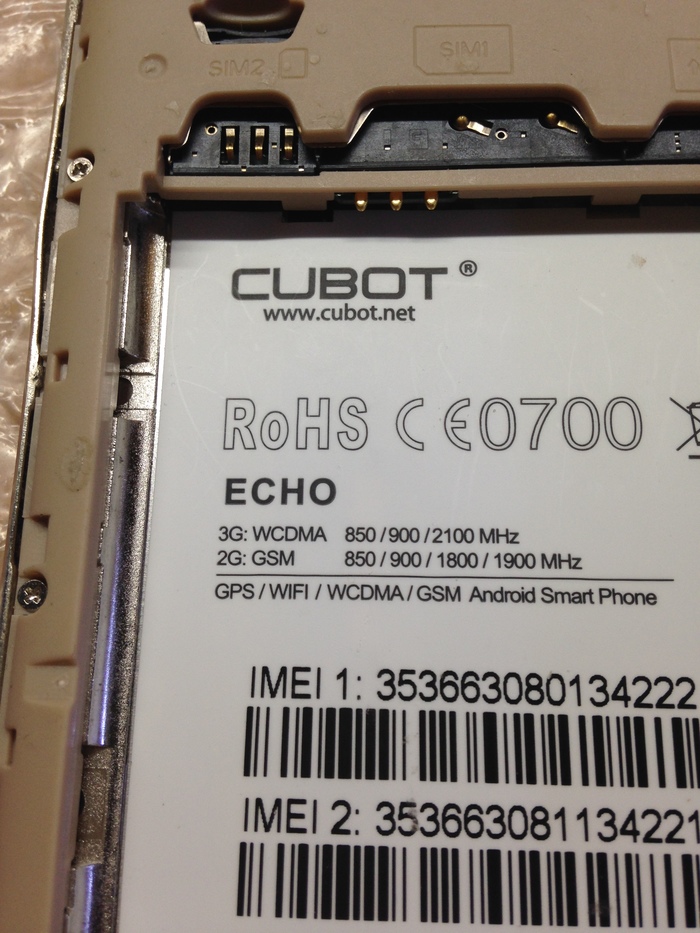 SIM2 SIM1
CUBOT®
www.cubot.net
RoHS CE0700
ECHO
3G: WCDMA 850 / 900 / 2100 MHz
2G: GSM 850 / 900 / 1800 / 1900 MHz
GPS / WIFI / WCDMA / GSM Android Smart Phone
IMEI 1: 353663080134222
IMEI 2: 353663081134221